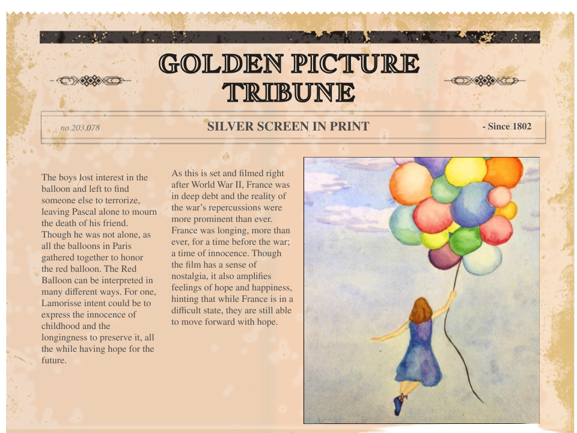 GOLDEN PICTURE
TRIBUNE
no.203.078
SILVER SCREEN IN PRINT
- Since 1802
The boys lost interest in the
balloon and left to find
someone else to terrorize,
leaving Pascal alone to mourn
the death of his friend.
Though he was not alone, as
all the balloons in Paris
gathered together to honor
the red balloon. The Red
Balloon can be interpreted in
many different ways. For one,
Lamorisse intent could be to
express the innocence of
childhood and the
longingness to preserve it, all
the while having hope for the
future.
As this is set and filmed right
after World War II, France was
in deep debt and the reality of
the war's repercussions were
more prominent than ever.
France was longing, more than
ever, for a time before the war;
a time of innocence. Though
the film has a sense of
nostalgia, it also amplifies
feelings of hope and happiness,
hinting that while France is in a
difficult state, they are still able
to move forward with hope.